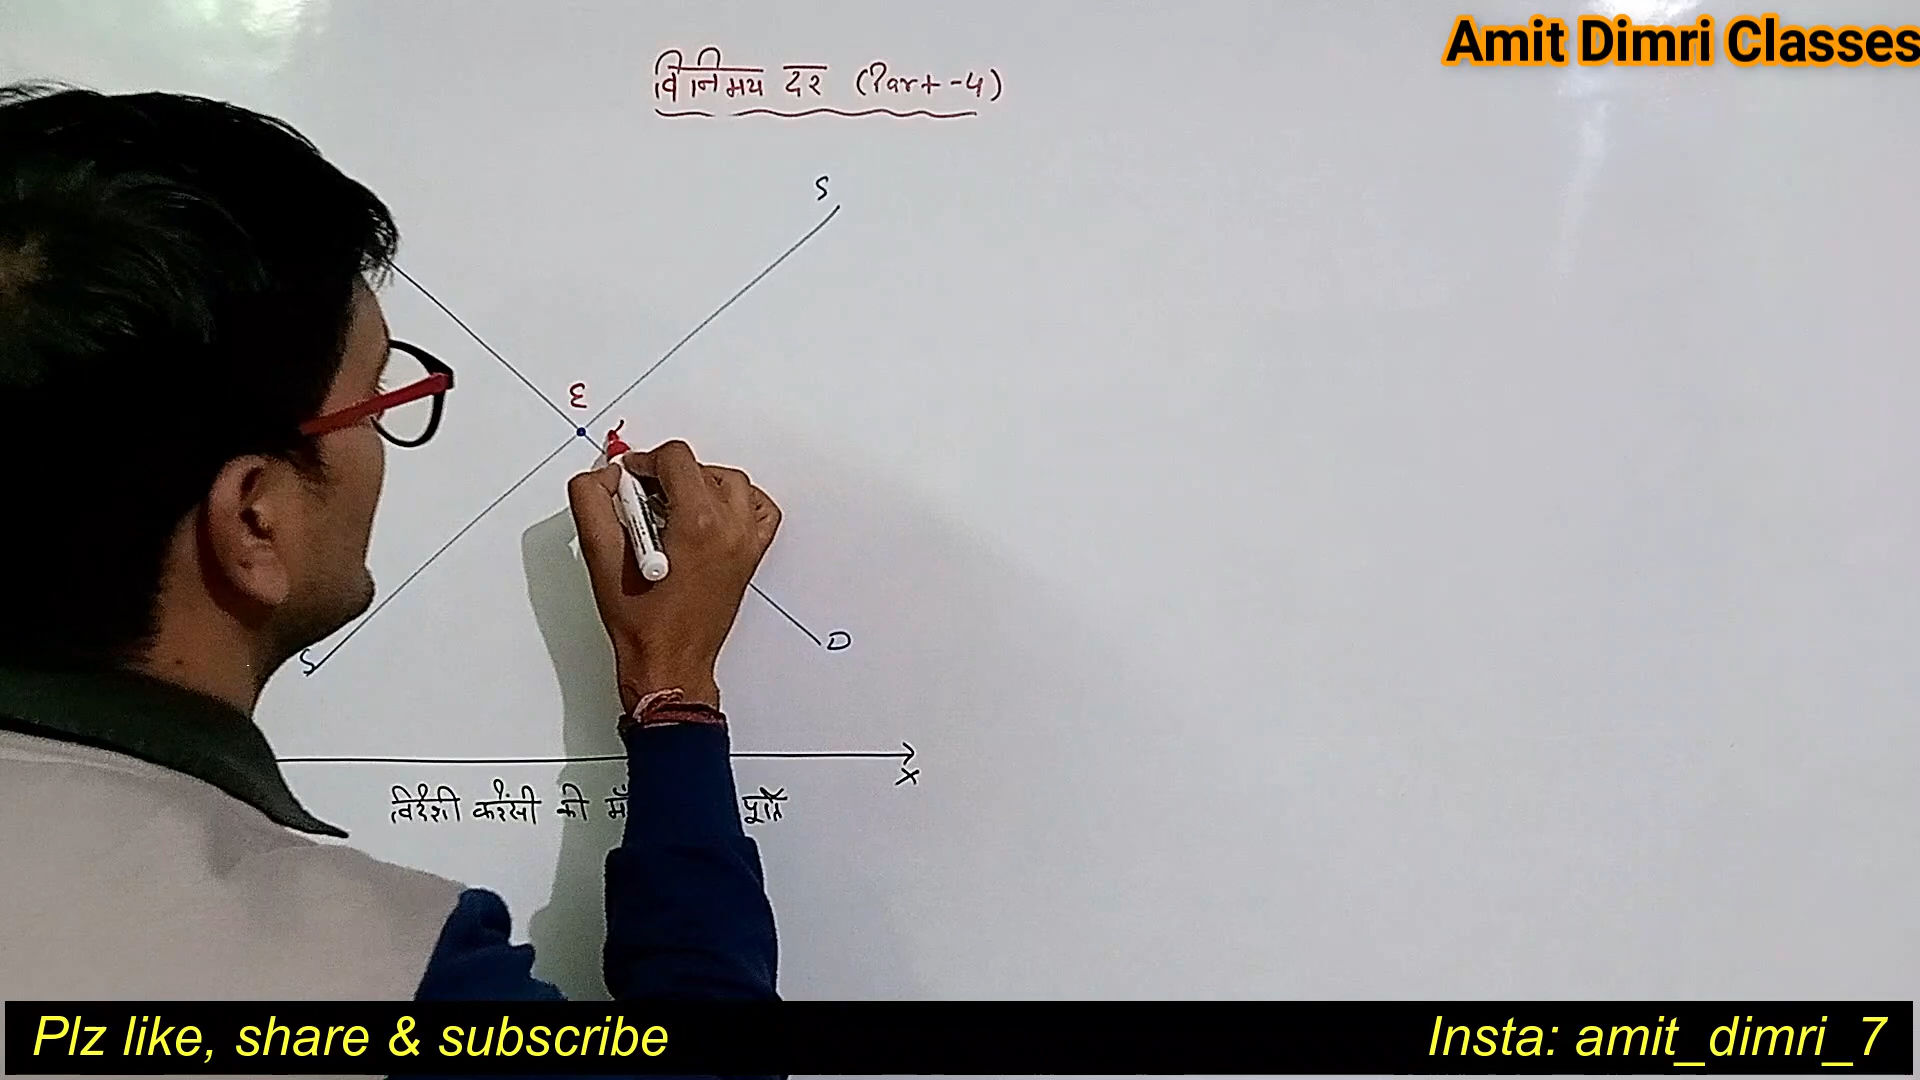 Amit Dimri Classes
विनिमय दर (Part-4)
S
E
S
D
X
विदेशी करेंसी की पूर्ति
Plz like, share & subscribe
Insta: amit_dimri_7